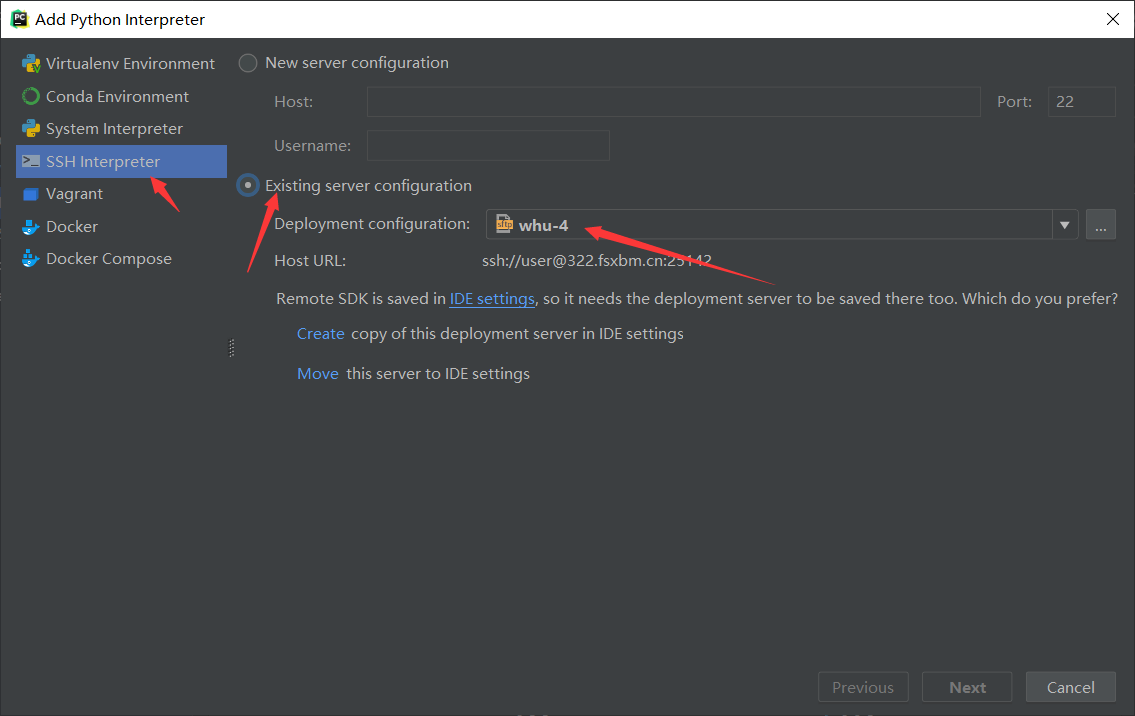 Add Python Interpreter
Virtualenv Environment
Conda Environment
System Interpreter
SSH Interpreter
Vagrant
Docker
Docker Compose
New server configuration
Host:
Port: 22
Username:
Existing server configuration
Deployment configuration: whu-4 ...
Host URL: ssh://user@322.fsxbm.cn:25142
Remote SDK is saved in IDE settings, so it needs the deployment server to be saved there too. Which do you prefer?
Create copy of this deployment server in IDE settings
Move this server to IDE settings
Previous Next Cancel